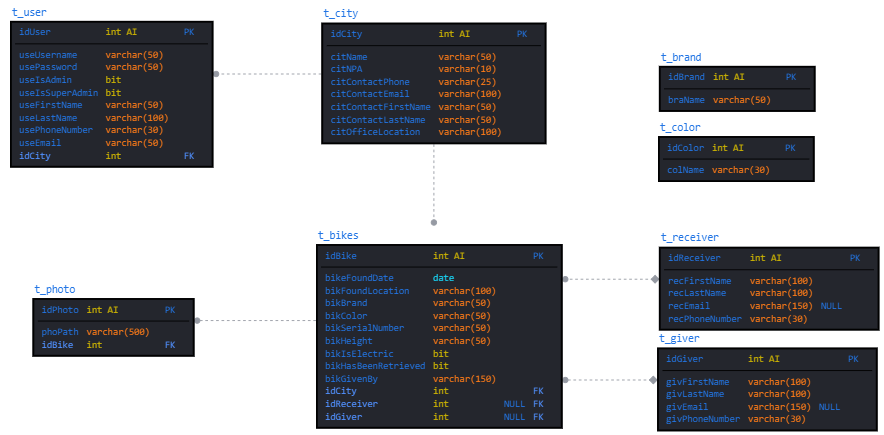 t_user
idUser int AI PK
useUsername varchar(50)
usePassword varchar(50)
useIsAdmin bit
useIsSuperAdmin bit
useFirstName varchar(50)
useLastName varchar(100)
usePhoneNumber varchar(30)
useEmail varchar(50)
idCity int FK
t_city
idCity int AI PK
citName varchar(50)
citNPA varchar(10)
citContactPhone varchar(25)
citContactEmail varchar(100)
citContactFirstName varchar(50)
citContactLastName varchar(50)
citOfficeLocation varchar(100)
t_brand
idBrand int AI PK
braName varchar(50)
t_color
idColor int AI PK
colName varchar(30)
t_photo
idPhoto int AI PK
phoPath varchar(500)
idBike int FK
t_bikes
idBike int AI PK
bikeFoundDate date
bikFoundLocation varchar(100)
bikBrand varchar(50)
bikColor varchar(50)
bikSerialNumber varchar(50)
bikHeight varchar(50)
bikIsElectric bit
bikHasBeenRetrieved bit
bikGivenBy varchar(150)
idCity int FK
idReceiver int NULL FK
idGiver int NULL FK
t_receiver
idReceiver int AI PK
recFirstName varchar(100)
recLastName varchar(100)
recEmail varchar(150) NULL
recPhoneNumber varchar(30)
t_giver
idGiver int AI PK
givFirstName varchar(100)
givLastName varchar(100)
givEmail varchar(150) NULL
givPhoneNumber varchar(30)